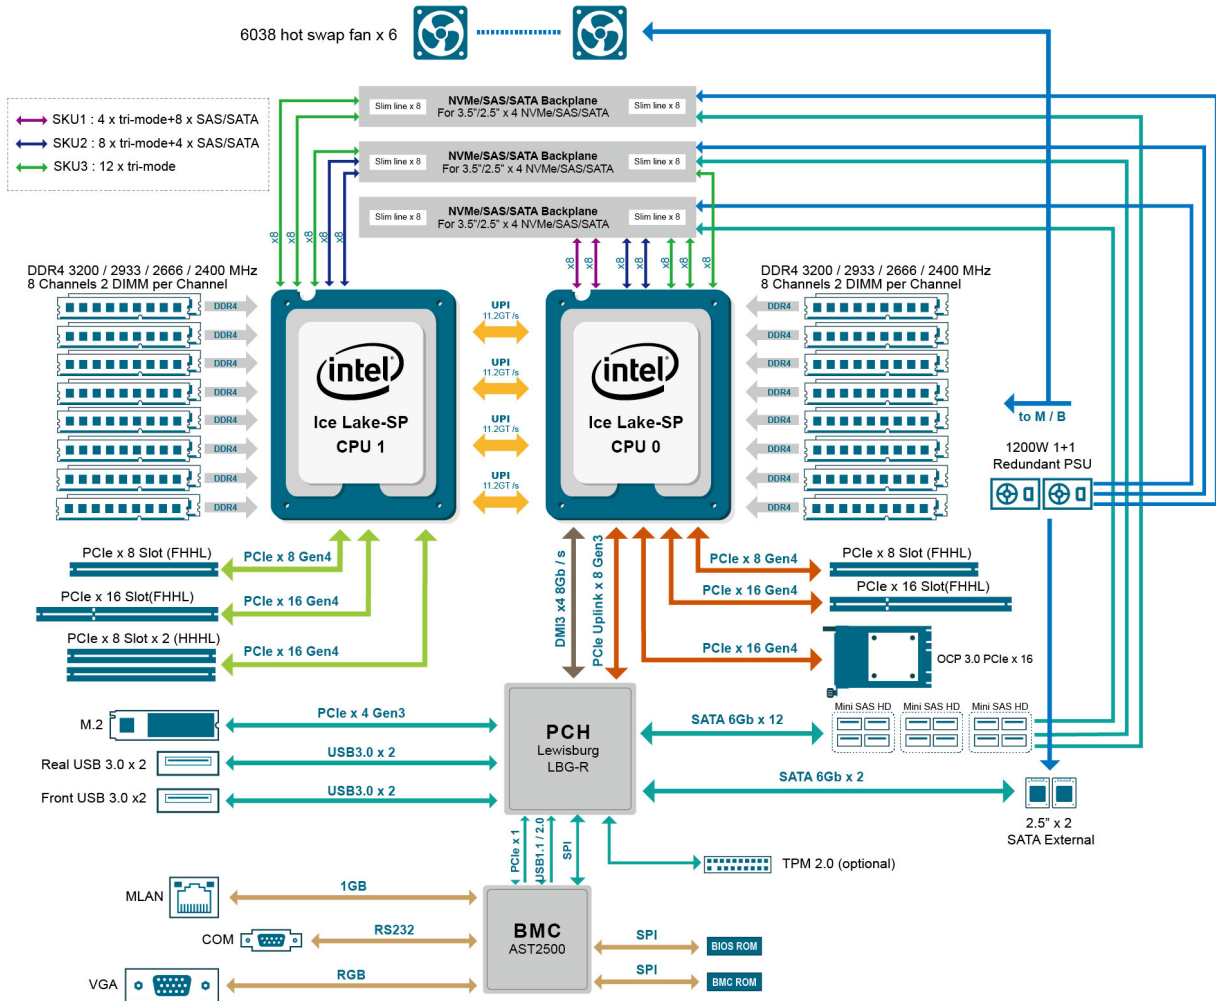 6038 hot swap fan x 6
SKU1 : 4 x tri-mode+8 x SAS/SATA
SKU2 : 8 x tri-mode+4 x SAS/SATA
SKU3 : 12 x tri-mode
Slim line x 8
NVMe/SAS/SATA Backplane
For 3.5"/2.5" x 4 NVMe/SAS/SATA
Slim line x 8
Slim line x 8
NVMe/SAS/SATA Backplane
For 3.5"/2.5" x 4 NVMe/SAS/SATA
Slim line x 8
Slim line x 8
NVMe/SAS/SATA Backplane
For 3.5"/2.5" x 4 NVMe/SAS/SATA
Slim line x 8
x8
x8
x8
x8
x8
x8
x8
x8
x8
x8
x8
x8
DDR4 3200 / 2933 / 2666 / 2400 MHz
8 Channels 2 DIMM per Channel
DDR4
DDR4
DDR4
DDR4
DDR4
DDR4
DDR4
DDR4
intel
Ice Lake-SP
CPU 1
UPI
11.2GT /s
UPI
11.2GT /s
UPI
11.2GT /s
UPI
11.2GT /s
intel
Ice Lake-SP
CPU 0
DDR4 3200 / 2933 / 2666 / 2400 MHz
8 Channels 2 DIMM per Channel
DDR4
DDR4
DDR4
DDR4
DDR4
DDR4
DDR4
DDR4
to M / B
1200W 1+1
Redundant PSU
PCIe x 8 Slot (FHHL)
PCIe x 8 Gen4
PCIe x 16 Slot(FHHL)
PCIe x 16 Gen4
PCIe x 8 Slot x 2 (HHHL)
PCIe x 16 Gen4
DMI3 x4 8Gb / s
PCIe Uplink x 8 Gen3
PCIe x 8 Gen4
PCIe x 8 Slot (FHHL)
PCIe x 16 Gen4
PCIe x 16 Slot(FHHL)
PCIe x 16 Gen4
OCP 3.0 PCIe x 16
M.2
PCIe x 4 Gen3
Real USB 3.0 x 2
USB3.0 x 2
Front USB 3.0 x2
USB3.0 x 2
PCH
Lewisburg
LBG-R
SATA 6Gb x 12
Mini SAS HD
Mini SAS HD
Mini SAS HD
SATA 6Gb x 2
2.5" x 2
SATA External
PCIe x 1
USB1.1 / 2.0
SPI
TPM 2.0 (optional)
MLAN
1GB
COM
RS232
VGA
RGB
BMC
AST2500
SPI
BIOS ROM
SPI
BMC ROM